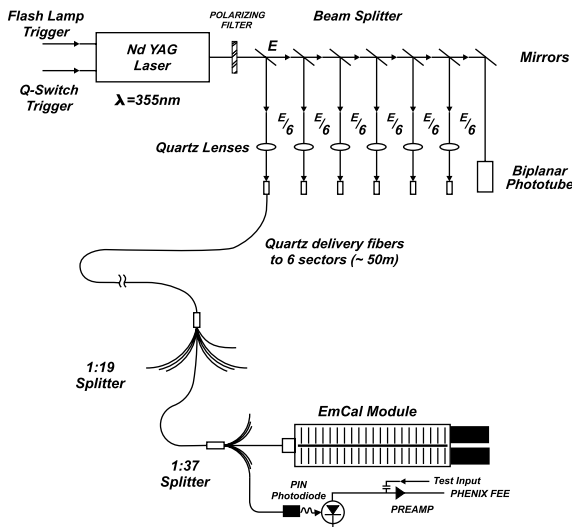 Flash Lamp
Trigger
Q-Switch
Trigger
Nd YAG
Laser
λ=355nm
POLARIZING
FILTER
E
Beam Splitter
Mirrors
E/6
E/6
E/6
E/6
E/6
E/6
Quartz Lenses
Biplanar
Phototube
Quartz delivery fibers
to 6 sectors (~ 50m)
1:19
Splitter
1:37
Splitter
EmCal Module
PIN
Photodiode
Test Input
PHENIX FEE
PREAMP